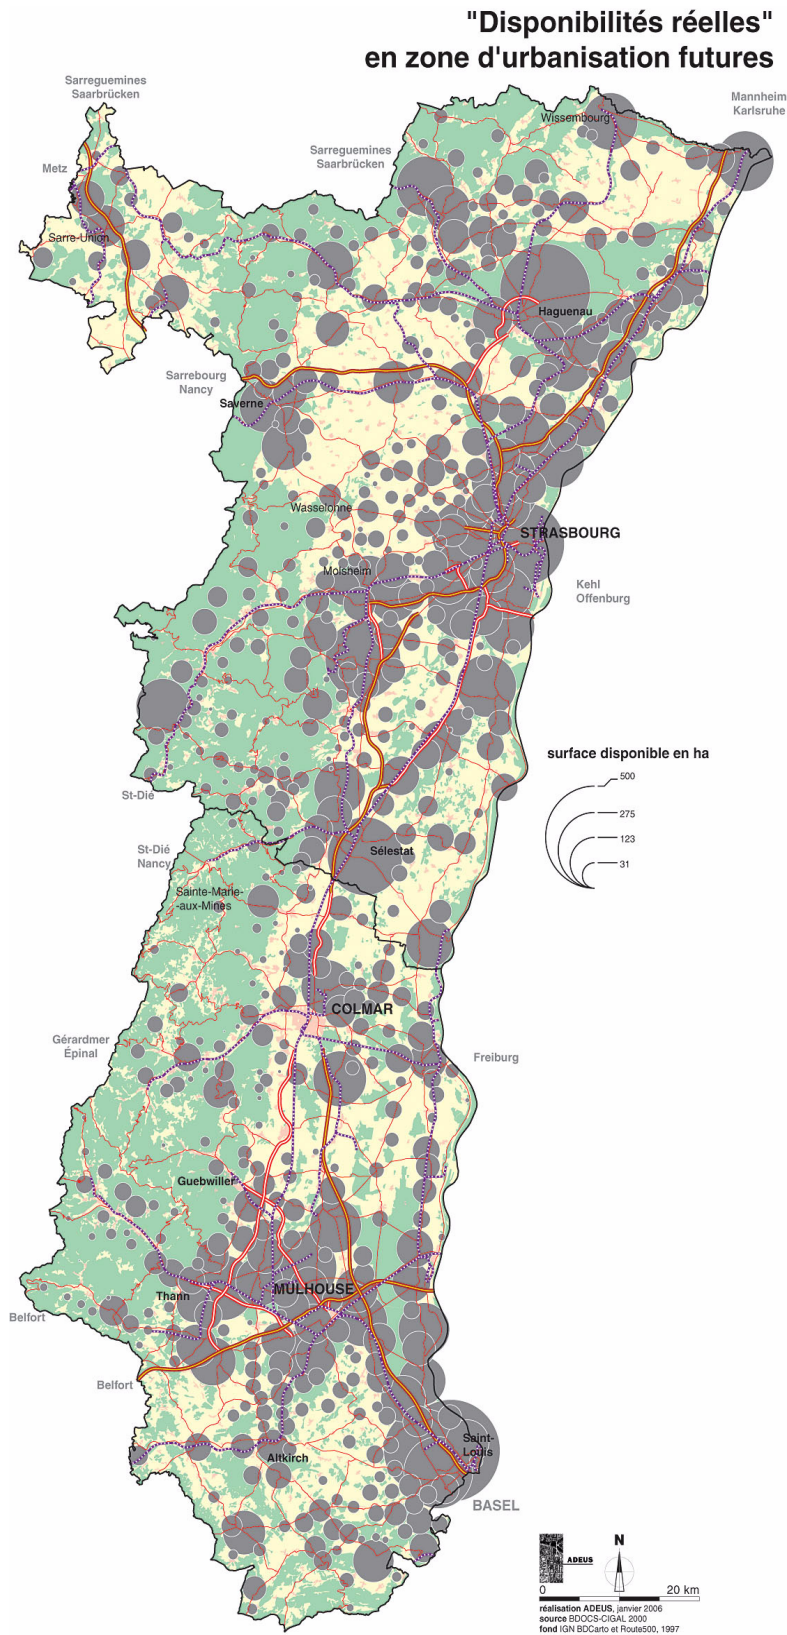 "Disponibilités réelles"
en zone d'urbanisation futures
Sarreguemines
Saarbrücken
Mannheim
Karlsruhe
Wissembourg
Sarreguemines
Saarbrücken
Metz
Sarre-Union
Haguenau
Sarrebourg
Nancy
Saverne
Wasselonne
STRASBOURG
Molsheim
Kehl
Offenburg
surface disponible en ha
500
275
123
31
St-Dié
St-Dié
Nancy
Sélestat
Sainte-Marie-
-aux-Mines
COLMAR
Gérardmer
Épinal
Freiburg
Guebwiller
MULHOUSE
Thann
Belfort
Belfort
Saint-
Louis
Altkirch
BASEL
N
ADEUS
0 20 km
réalisation ADEUS, janvier 2006
source BDOCS-CIGAL 2000
fond IGN BDCarto et Route500, 1997